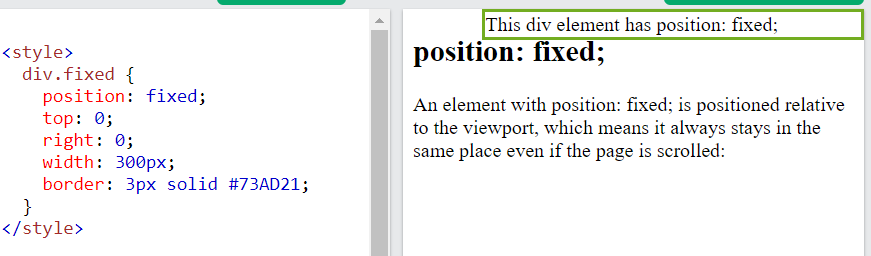 <style>
div.fixed {
position: fixed;
top: 0;
right: 0;
width: 300px;
border: 3px solid #73AD21;
}
</style>
This div element has position: fixed;
position: fixed;
An element with position: fixed; is positioned relative
to the viewport, which means it always stays in the
same place even if the page is scrolled: